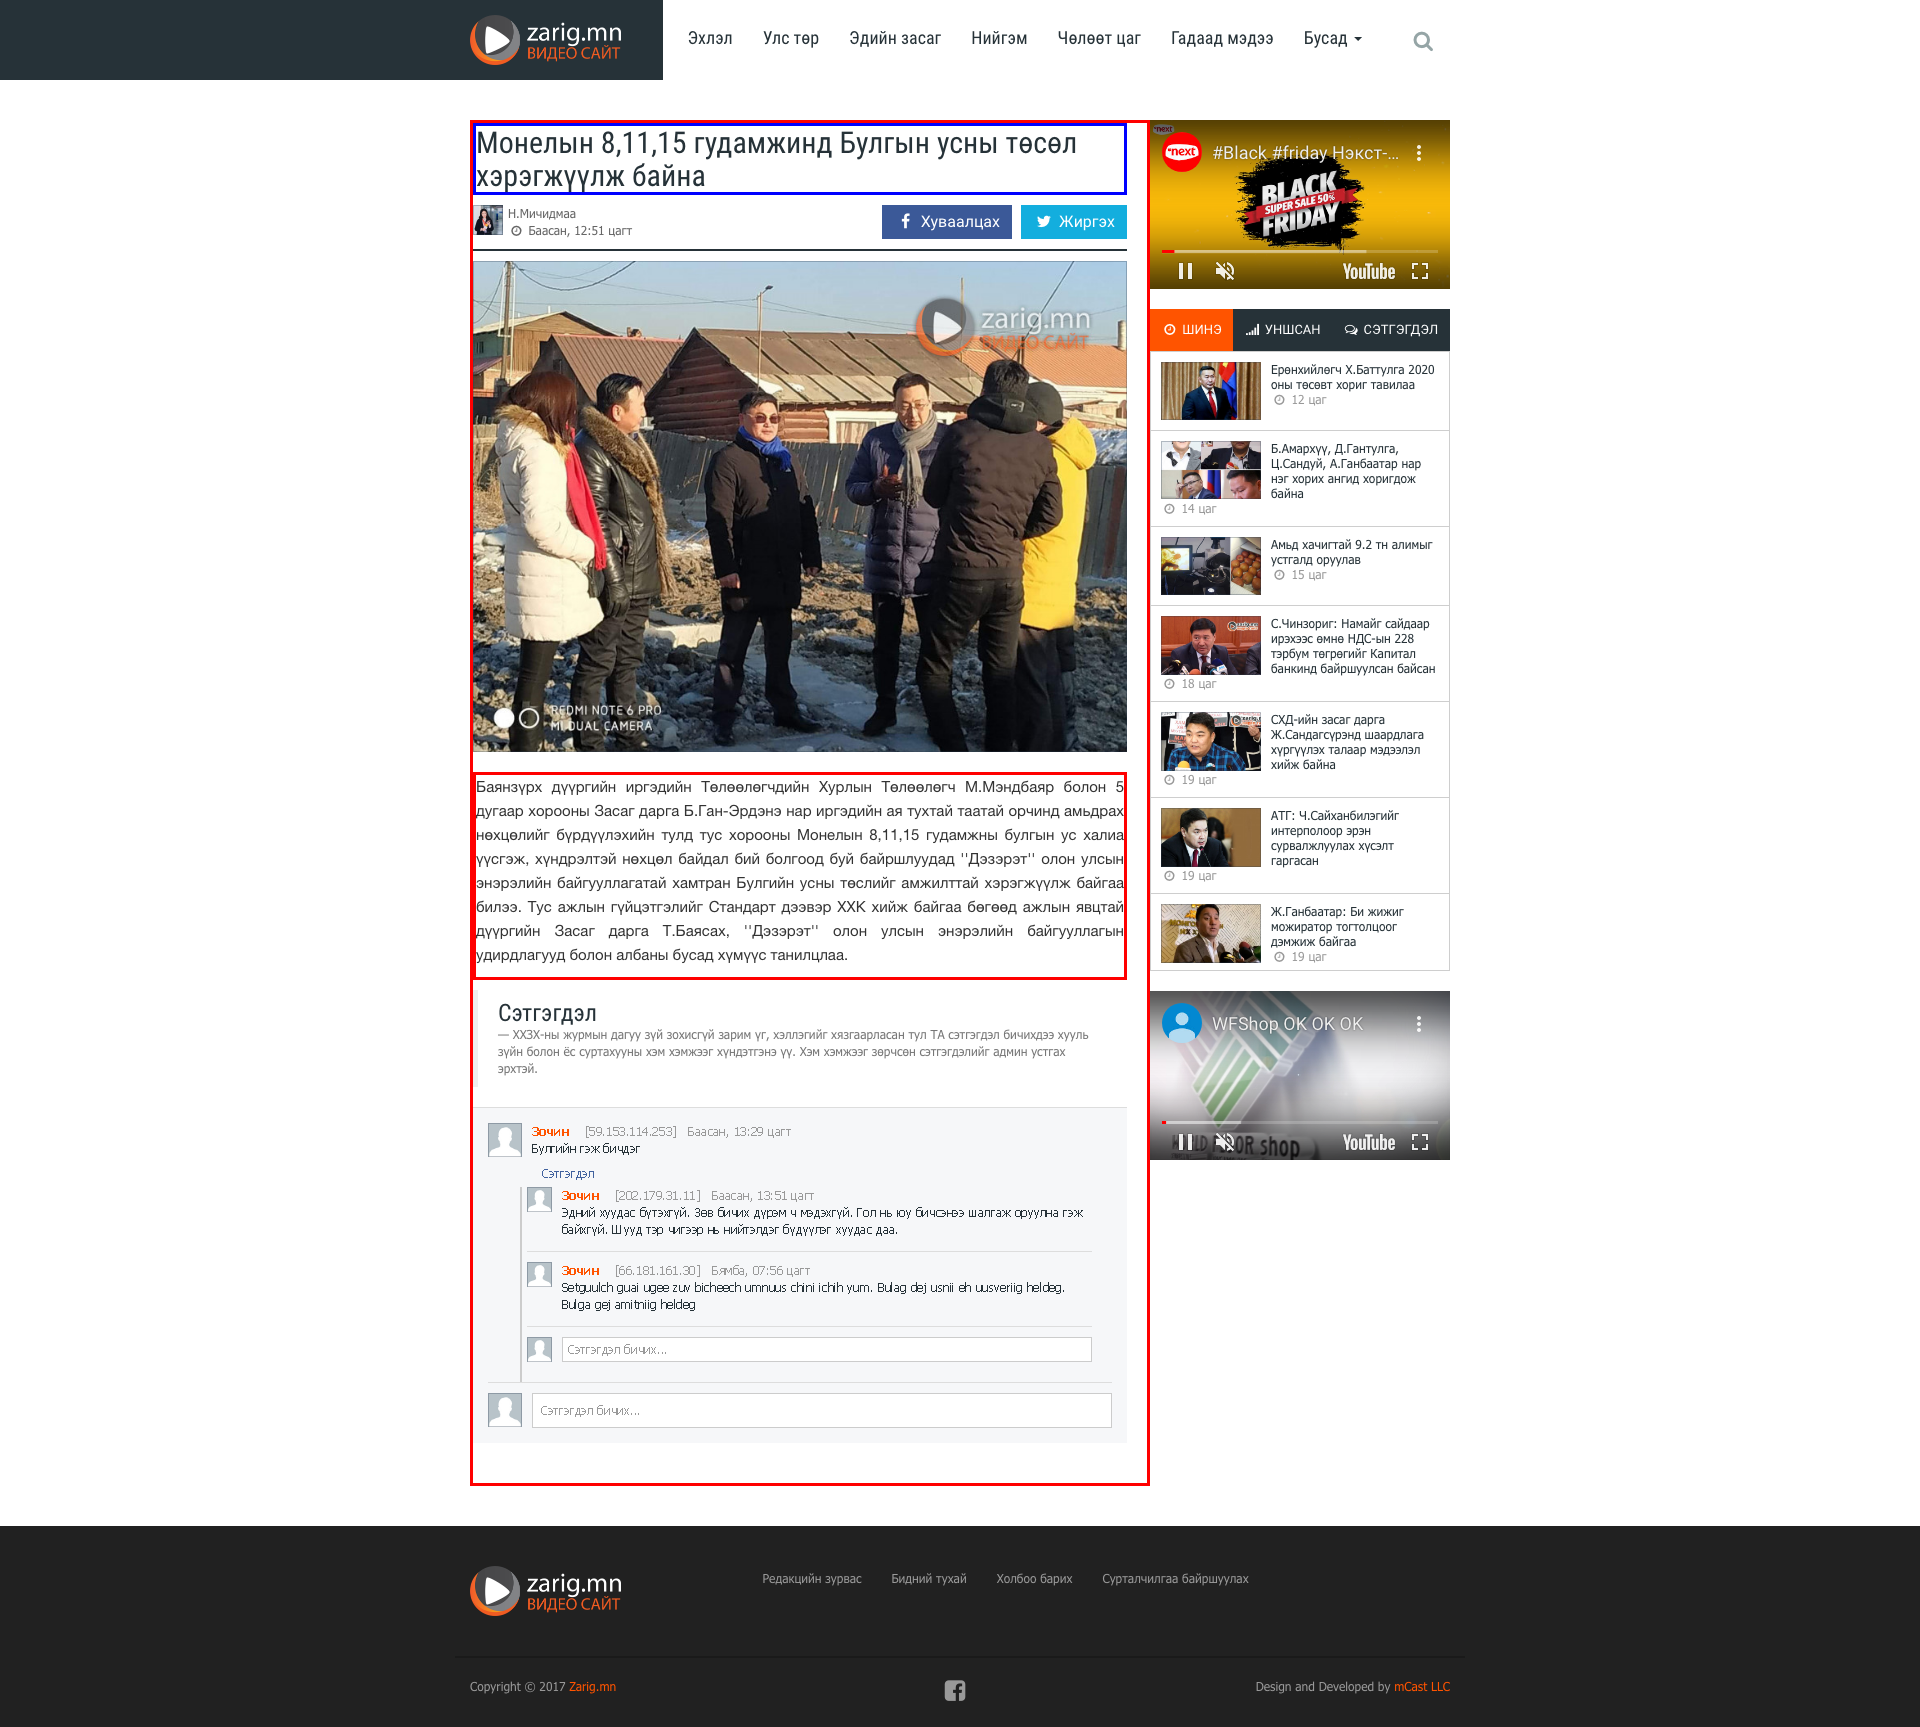 zarig.mn
ВИДЕО САЙТ
Эхлэл
Улс төр
Эдийн засаг
Нийгэм
Чөлөөт цаг
Гадаад мэдээ
Бусад
Монелын 8,11,15 гудамжинд Булгын усны төсөл
хэрэгжүүлж байна
Н.Мичидмаа
Баасан, 12:51 цагт
Хуваалцах
Жиргэх
zarig.mn
ВИДЕО САЙТ
REDMI NOTE 6 PRO
MI DUAL CAMERA
Баянзүрх дүүргийн иргэдийн Төлөөлөгчдийн Хурлын Төлөөлөгч М.Мэндбаяр болон 5
дугаар хорооны Засаг дарга Б.Ган-Эрдэнэ нар иргэдийн ая тухтай таатай орчинд амьдрах
нөхцөлийг бүрдүүлэхийн тулд тус хорооны Монелын 8,11,15 гудамжны булгын ус халиа
үүсгэж, хүндрэлтэй нөхцөл байдал бий болгоод буй байршлуудад ''Дэзэрэт'' олон улсын
энэрэлийн байгууллагатай хамтран Булгийн усны төслийг амжилттай хэрэгжүүлж байгаа
билээ. Тус ажлын гүйцэтгэлийг Стандарт дээвэр ХХК хийж байгаа бөгөөд ажлын явцтай
дүүргийн Засаг дарга Т.Баясах, ''Дэзэрэт'' олон улсын энэрэлийн байгууллагын
удирдлагууд болон албаны бусад хүмүүс танилцлаа.
Сэтгэгдэл
— ХХЗХ-ны журмын дагуу зүй зохисгүй зарим үг, хэллэгийг хязгаарласан тул ТА сэтгэгдэл бичихдээ хууль
зүйн болон ёс суртахууны хэм хэмжээг хүндэтгэнэ үү. Хэм хэмжээг зөрчсөн сэтгэгдэлийг админ устгах
эрхтэй.
Зочин [59.153.114.253] Баасан, 13:29 цагт
Булгийн гэж бичдэг
Сэтгэгдэл
Зочин [202.179.31.11] Баасан, 13:51 цагт
Эдний хуудас бүтэхгүй. Зөв бичих дүрэм ч мэдэхгүй. Гол нь юу бичсэнээ шалгаж оруулна гэж
байхгүй. Шууд тэр чигээр нь нийтэлдэг бүдүүлэг хуудас даа.
Зочин [66.181.161.30] Бямба, 07:56 цагт
Setguulch guai ugee zuv bicheech umnuus chini ichih yum. Bulag dej usnii eh uusveriig heldeg.
Bulga gej amitniig heldeg
Сэтгэгдэл бичих...
Сэтгэгдэл бичих...
next
next
#Black #friday Нэкст-...
BLACK
SUPER SALE 50%
FRIDAY
YouTube
ШИНЭ
УНШСАН
СЭТГЭГДЭЛ
Ерөнхийлөгч Х.Баттулга 2020
оны төсөвт хориг тавилаа
12 цаг
Б.Амархүү, Д.Гантулга,
Ц.Сандуй, А.Ганбаатар нар
нэг хорих ангид хоригдож
байна
14 цаг
Амьд хачигтай 9.2 тн алимыг
устгалд оруулав
15 цаг
С.Чинзориг: Намайг сайдаар
ирэхээс өмнө НДС-ын 228
тэрбум төгрөгийг Капитал
банкинд байршуулсан байсан
18 цаг
СХД-ийн засаг дарга
Ж.Сандагсүрэнд шаардлага
хүргүүлэх талаар мэдээлэл
хийж байна
19 цаг
АТГ: Ч.Сайханбилэгийг
интерполоор эрэн
сурвалжлуулах хүсэлт
гаргасан
19 цаг
Ж.Ганбаатар: Би жижиг
можиратор тогтолцоог
дэмжиж байгаа
19 цаг
WFShop OK OK OK
shop
YouTube
zarig.mn
ВИДЕО САЙТ
Редакцийн зурвас
Бидний тухай
Холбоо барих
Сурталчилгаа байршуулах
Copyright © 2017 Zarig.mn
Design and Developed by mCast LLC